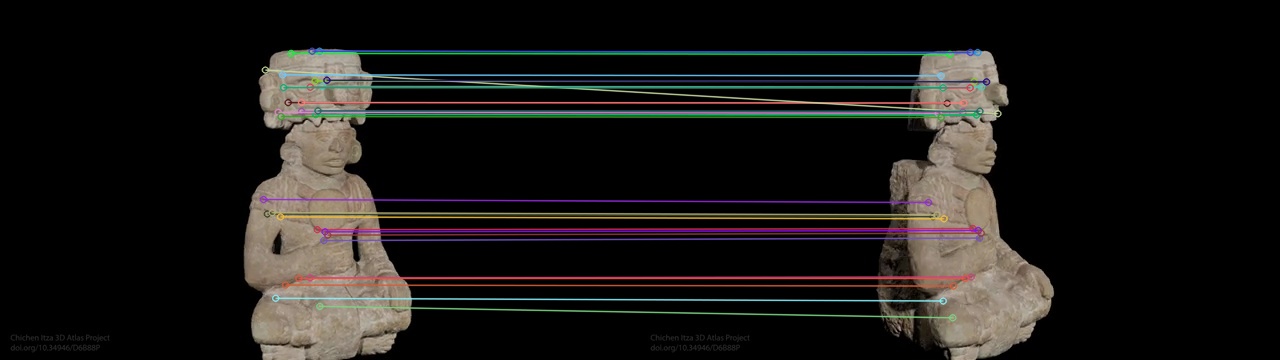 Chichen Itza 3D Atlas Project
doi.org/10.34946/D6B88P
Chichen Itza 3D Atlas Project
doi.org/10.34946/D6B88P